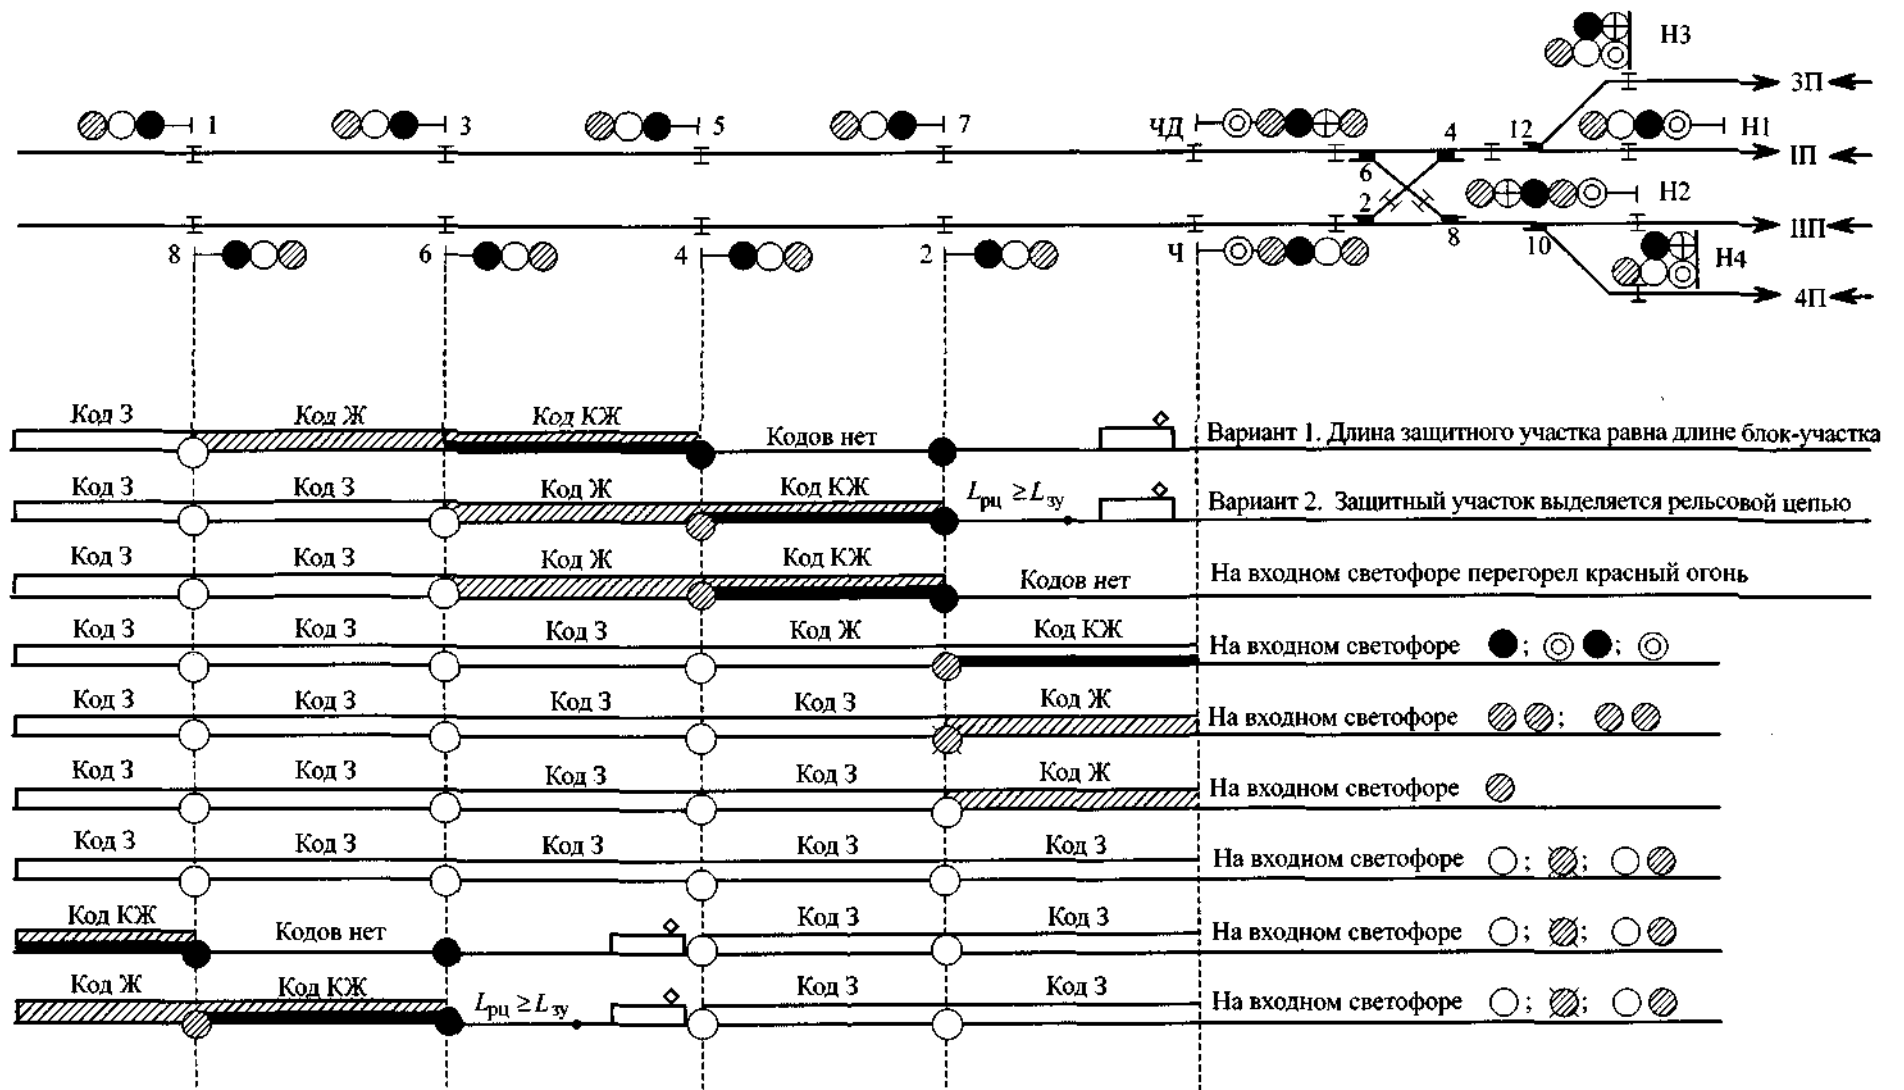 Н3
3П
1 3 5 7 ЧД 4 12 Н1
6 IП
2 Н2
8 6 4 2 Ч 8 10 IIП
Н4
4П
Код З Код Ж Код КЖ Кодов нет Вариант 1. Длина защитного участка равна длине блок-участка
Код З Код З Код Ж Код КЖ Lрц ≥ Lзу Вариант 2. Защитный участок выделяется рельсовой цепью
Код З Код З Код Ж Код КЖ Кодов нет На входном светофоре перегорел красный огонь
Код З Код З Код З Код Ж Код КЖ На входном светофоре ; ;
Код З Код З Код З Код З Код Ж На входном светофоре ;
Код З Код З Код З Код З Код Ж На входном светофоре
Код З Код З Код З Код З Код З На входном светофоре ; ;
Код КЖ Кодов нет Код З Код З На входном светофоре ; ;
Код Ж Код КЖ Lрц ≥ Lзу Код З Код З На входном светофоре ; ;